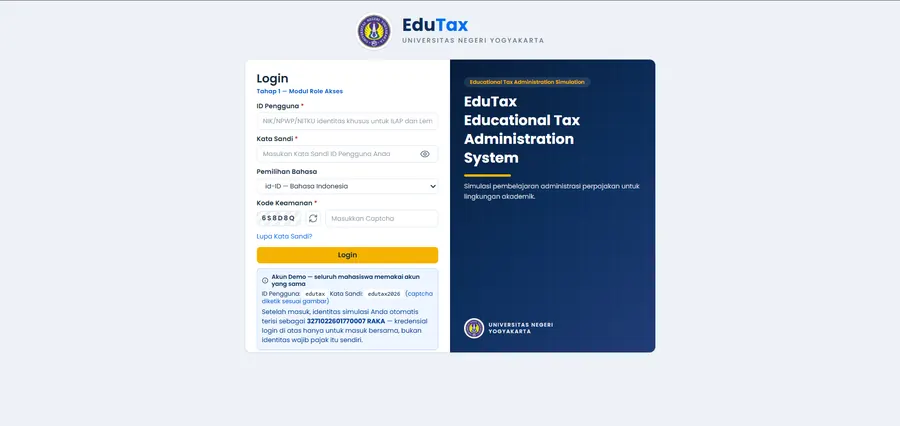 EduTax
UNIVERSITAS NEGERI YOGYAKARTA
Login
Tahap 1 — Modul Role Akses
ID Pengguna *
NIK/NPWP/NITKU identitas khusus untuk IUAP dan Lem
Kata Sandi *
Masukan Kata Sandi ID Pengguna Anda
Pemilihan Bahasa
id-ID — Bahasa Indonesia
Kode Keamanan *
6S8D8Q
Masukkan Captcha
Lupa Kata Sandi?
Login
Akun Demo — seluruh mahasiswa memakai akun
yang sama
ID Pengguna: edutax Kata Sandi: edutax2026 (captcha
diketik sesuai gambar)
Setelah masuk, identitas simulasi Anda otomatis
terisi sebagai 3271022601770007 RAKA — kredensial
login di atas hanya untuk masuk bersama, bukan
identitas wajib pajak itu sendiri.
Educational Tax Administration Simulation
EduTax
Educational Tax
Administration
System
Simulasi pembelajaran administrasi perpajakan untuk
lingkungan akademik.
UNIVERSITAS NEGERI
YOGYAKARTA